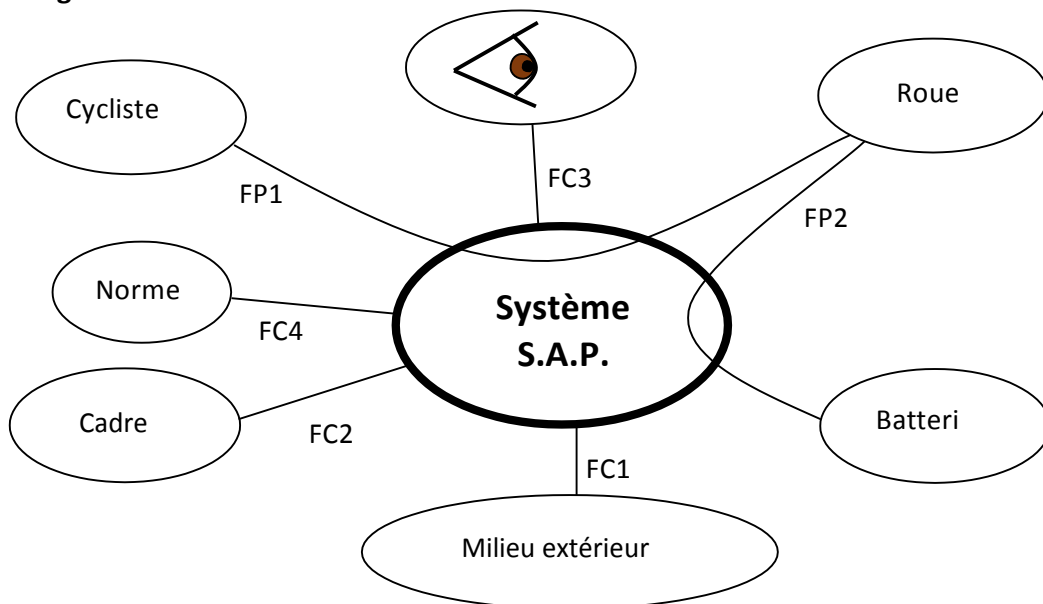 Cycliste
Roue
FC3
FP1
FP2
Norme
Système
S.A.P.
FC4
Cadre
Batteri
FC2
FC1
Milieu extérieur